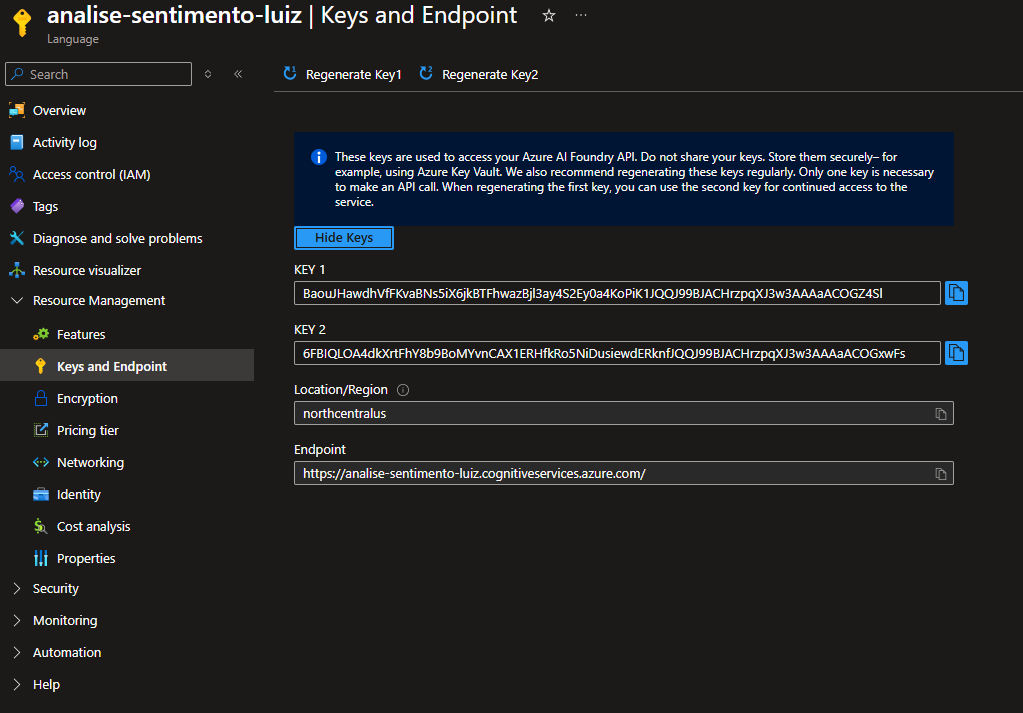 analise-sentimento-luiz | Keys and Endpoint
Language
Search
Regenerate Key1
Regenerate Key2
Overview
Activity log
Access control (IAM)
Tags
Diagnose and solve problems
Resource visualizer
Resource Management
Features
Keys and Endpoint
Encryption
Pricing tier
Networking
Identity
Cost analysis
Properties
Security
Monitoring
Automation
Help
These keys are used to access your Azure AI Foundry API. Do not share your keys. Store them securely– for
example, using Azure Key Vault. We also recommend regenerating these keys regularly. Only one key is necessary
to make an API call. When regenerating the first key, you can use the second key for continued access to the
service.
Hide Keys
KEY 1
BaouJHawdhVfFKvaBNs5iX6jkBTFhwazBjl3ay4S2Ey0a4KoPiK1JQQJ99BJACHrzpqXJ3w3AAAaACOGZ4Sl
KEY 2
6FBIQLOA4dkXrtFhY8b9BoMYvnCAX1ERHfkRo5NiDusiewdERknfJQQJ99BJACHrzpqXJ3w3AAAaACOGxwFs
Location/Region
northcentralus
Endpoint
https://analise-sentimento-luiz.cognitiveservices.azure.com/